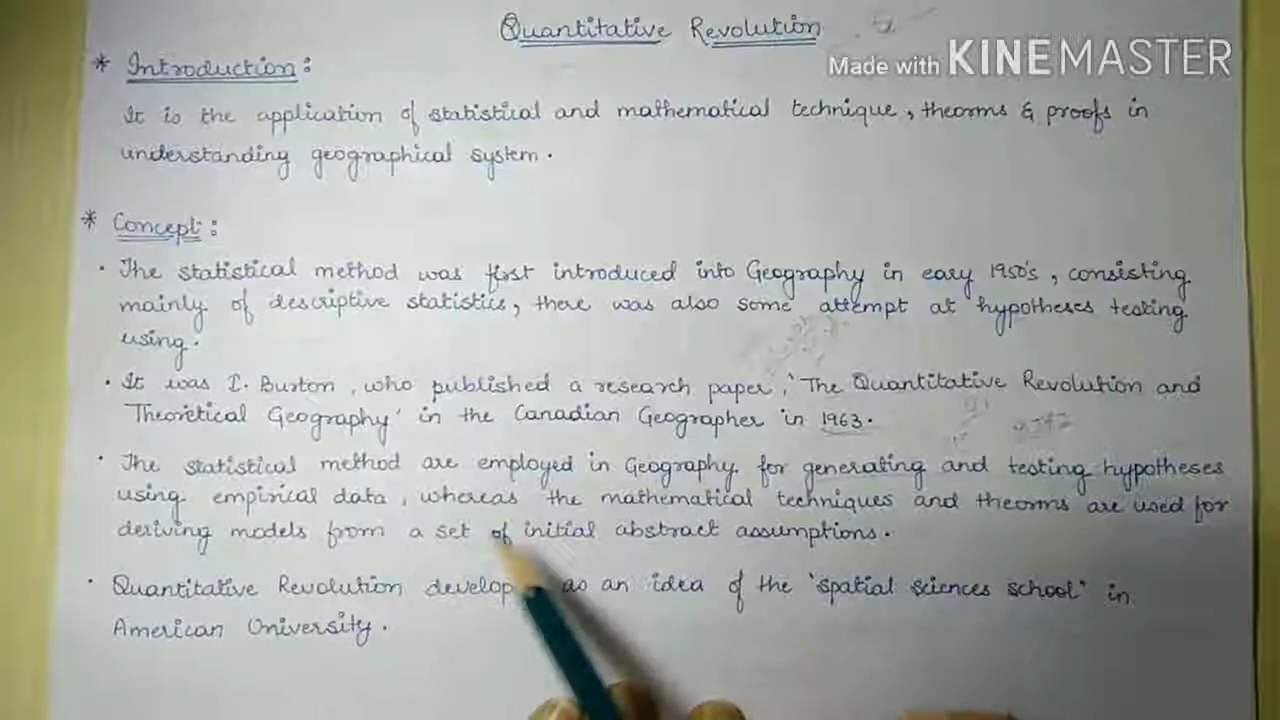 Quantitative Revolution
Made with KINEMASTER
* Introduction:
It is the application of statistical and mathematical technique, theorms & proofs in
understanding geographical system.
* Concept:
• The statistical method was first introduced into Geography in eary 1950's, consisting
mainly of descriptive statistics, there was also some attempt at hypotheses testing
using.
• It was I. Burton, who published a research paper, 'The Quantitative Revolution and
Theoretical Geography' in the Canadian Geographer in 1963.
• The statistical method are employed in Geography for generating and testing hypotheses
using empirical data, whereas the mathematical techniques and theorms are used for
deriving models from a set of initial abstract assumptions.
• Quantitative Revolution develop as an idea of the 'spatial sciences school' in
American University.